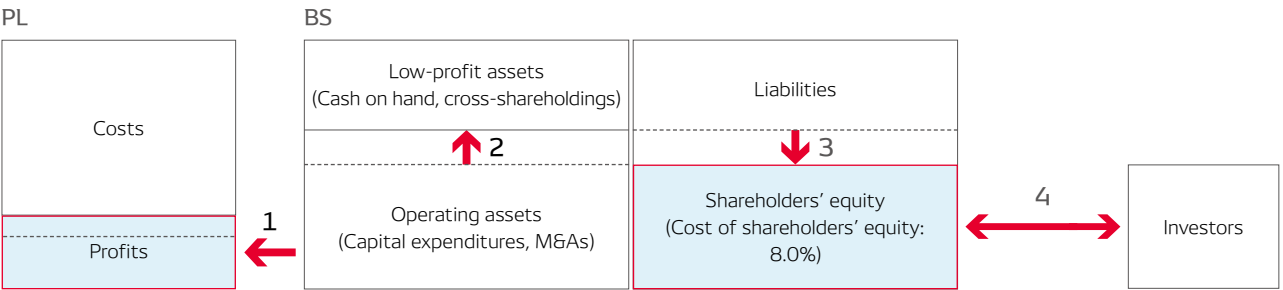 PL
BS
Costs
Profits
1
Low-profit assets
(Cash on hand, cross-shareholdings)
2
Operating assets
(Capital expenditures, M&As)
Liabilities
3
Shareholders’ equity
(Cost of shareholders’ equity:
8.0%)
4
Investors